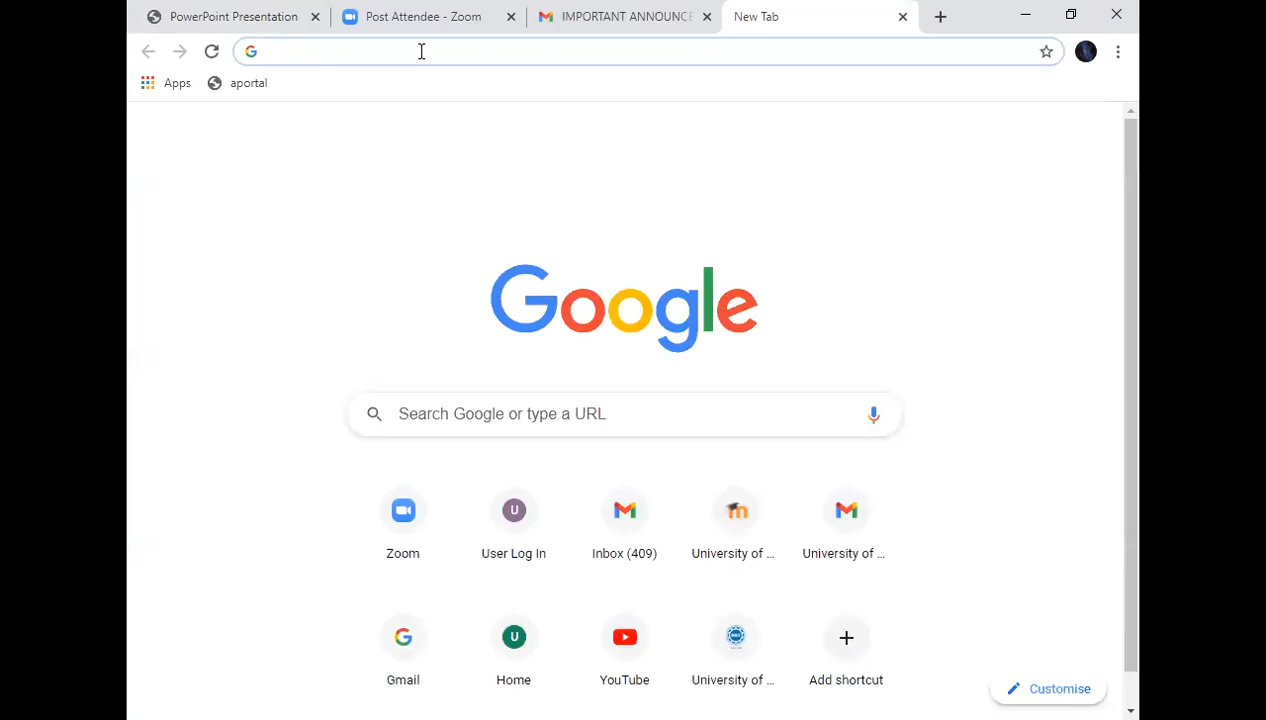 PowerPoint Presentation
Post Attendee - Zoom
IMPORTANT ANNOUNC
New Tab
Apps
aportal
Google
Search Google or type a URL
Zoom
User Log In
Inbox (409)
University of ...
University of ...
Gmail
Home
YouTube
University of ...
Add shortcut
Customise